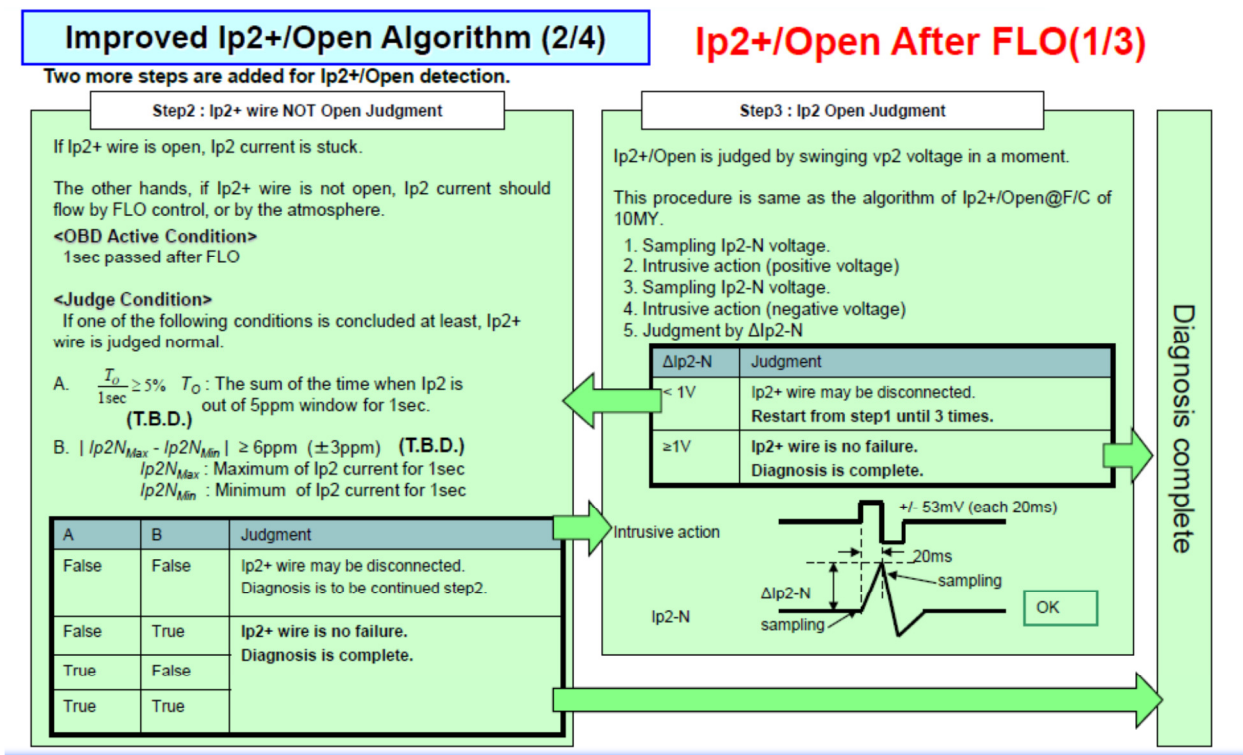 Improved Ip2+/Open Algorithm (2/4)
Ip2+/Open After FLO(1/3)
Two more steps are added for Ip2+/Open detection.
Step2 : Ip2+ wire NOT Open Judgment
If Ip2+ wire is open, Ip2 current is stuck.
The other hands, if Ip2+ wire is not open, Ip2 current should
flow by FLO control, or by the atmosphere.
<OBD Active Condition>
1sec passed after FLO
<Judge Condition>
If one of the following conditions is concluded at least, Ip2+
wire is judged normal.
A. T_O / 1sec ≥ 5% T_O : The sum of the time when Ip2 is
out of 5ppm window for 1sec.
(T.B.D.)
B. | Ip2N_Max - Ip2N_Min | ≥ 6ppm (±3ppm) (T.B.D.)
Ip2N_Max : Maximum of Ip2 current for 1sec
Ip2N_Min : Minimum of Ip2 current for 1sec
A B Judgment
False False Ip2+ wire may be disconnected.
Diagnosis is to be continued step2.
False True Ip2+ wire is no failure.
Diagnosis is complete.
True False
True True
Step3 : Ip2 Open Judgment
Ip2+/Open is judged by swinging vp2 voltage in a moment.
This procedure is same as the algorithm of Ip2+/Open@F/C of
10MY.
1. Sampling Ip2-N voltage.
2. Intrusive action (positive voltage)
3. Sampling Ip2-N voltage.
4. Intrusive action (negative voltage)
5. Judgment by ΔIp2-N
ΔIp2-N Judgment
< 1V Ip2+ wire may be disconnected.
Restart from step1 until 3 times.
≥1V Ip2+ wire is no failure.
Diagnosis is complete.
+/- 53mV (each 20ms)
Intrusive action
20ms
sampling
ΔIp2-N
OK
Ip2-N
sampling
Diagnosis complete